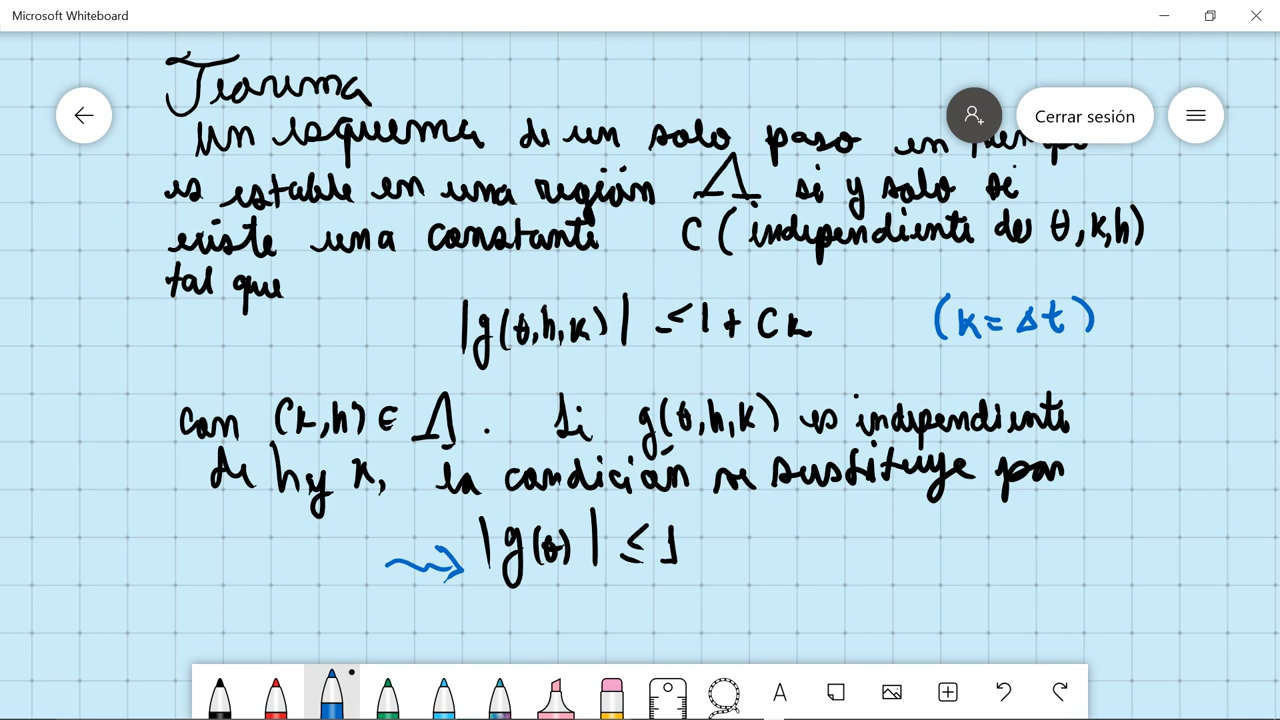 Microsoft Whiteboard
Teorema
Un esquema de un solo paso en tiempo
Cerrar sesión
es estable en una región Λ si y solo si
existe una constante C (independiente de θ, k, h)
tal que
|g(θ,h,k)| ≤ 1 + Ck (k = Δt)
con (k,h) ∈ Λ. Si g(θ,h,k) es independiente
de h y k, la condición se sustituye por
|g(θ)| ≤ 1
A